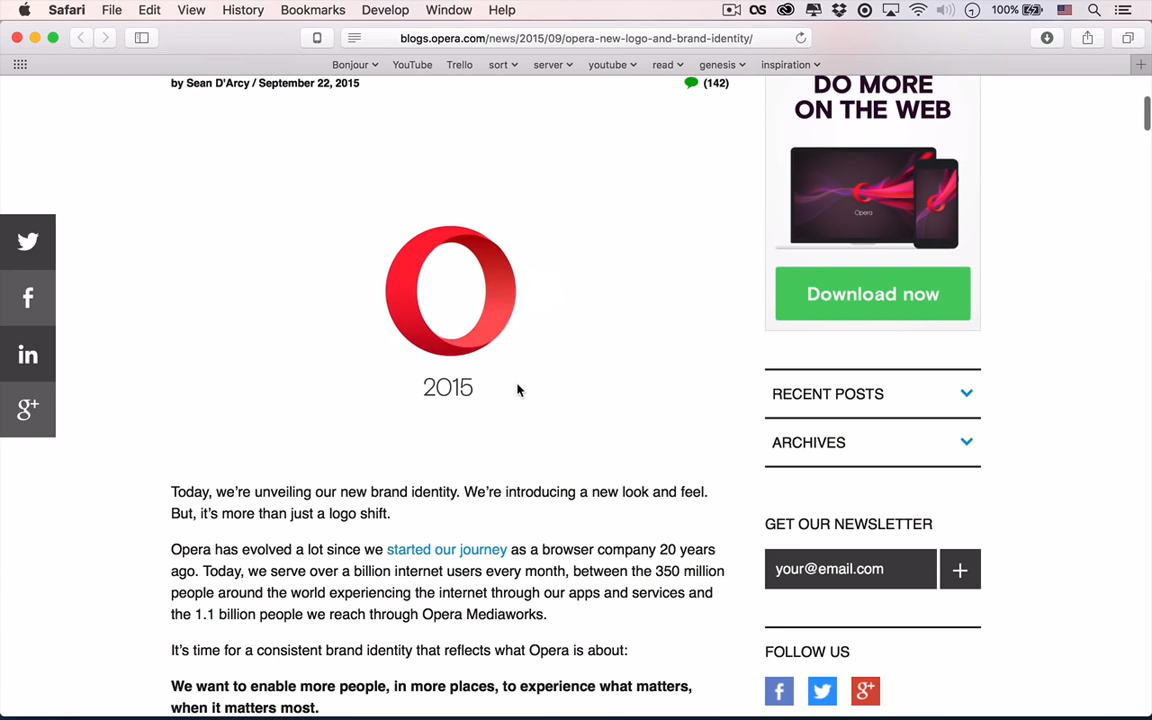 Safari File Edit View History Bookmarks Develop Window Help 100%
blogs.opera.com/news/2015/09/opera-new-logo-and-brand-identity/
Bonjour YouTube Trello sort server youtube read genesis inspiration
by Sean D'Arcy / September 22, 2015 (142)
DO MORE
ON THE WEB
Opera
Download now
2015
RECENT POSTS
ARCHIVES
Today, we're unveiling our new brand identity. We're introducing a new look and feel.
But, it's more than just a logo shift.
Opera has evolved a lot since we started our journey as a browser company 20 years
ago. Today, we serve over a billion internet users every month, between the 350 million
people around the world experiencing the internet through our apps and services and
the 1.1 billion people we reach through Opera Mediaworks.
It's time for a consistent brand identity that reflects what Opera is about:
We want to enable more people, in more places, to experience what matters,
when it matters most.
GET OUR NEWSLETTER
your@email.com +
FOLLOW US